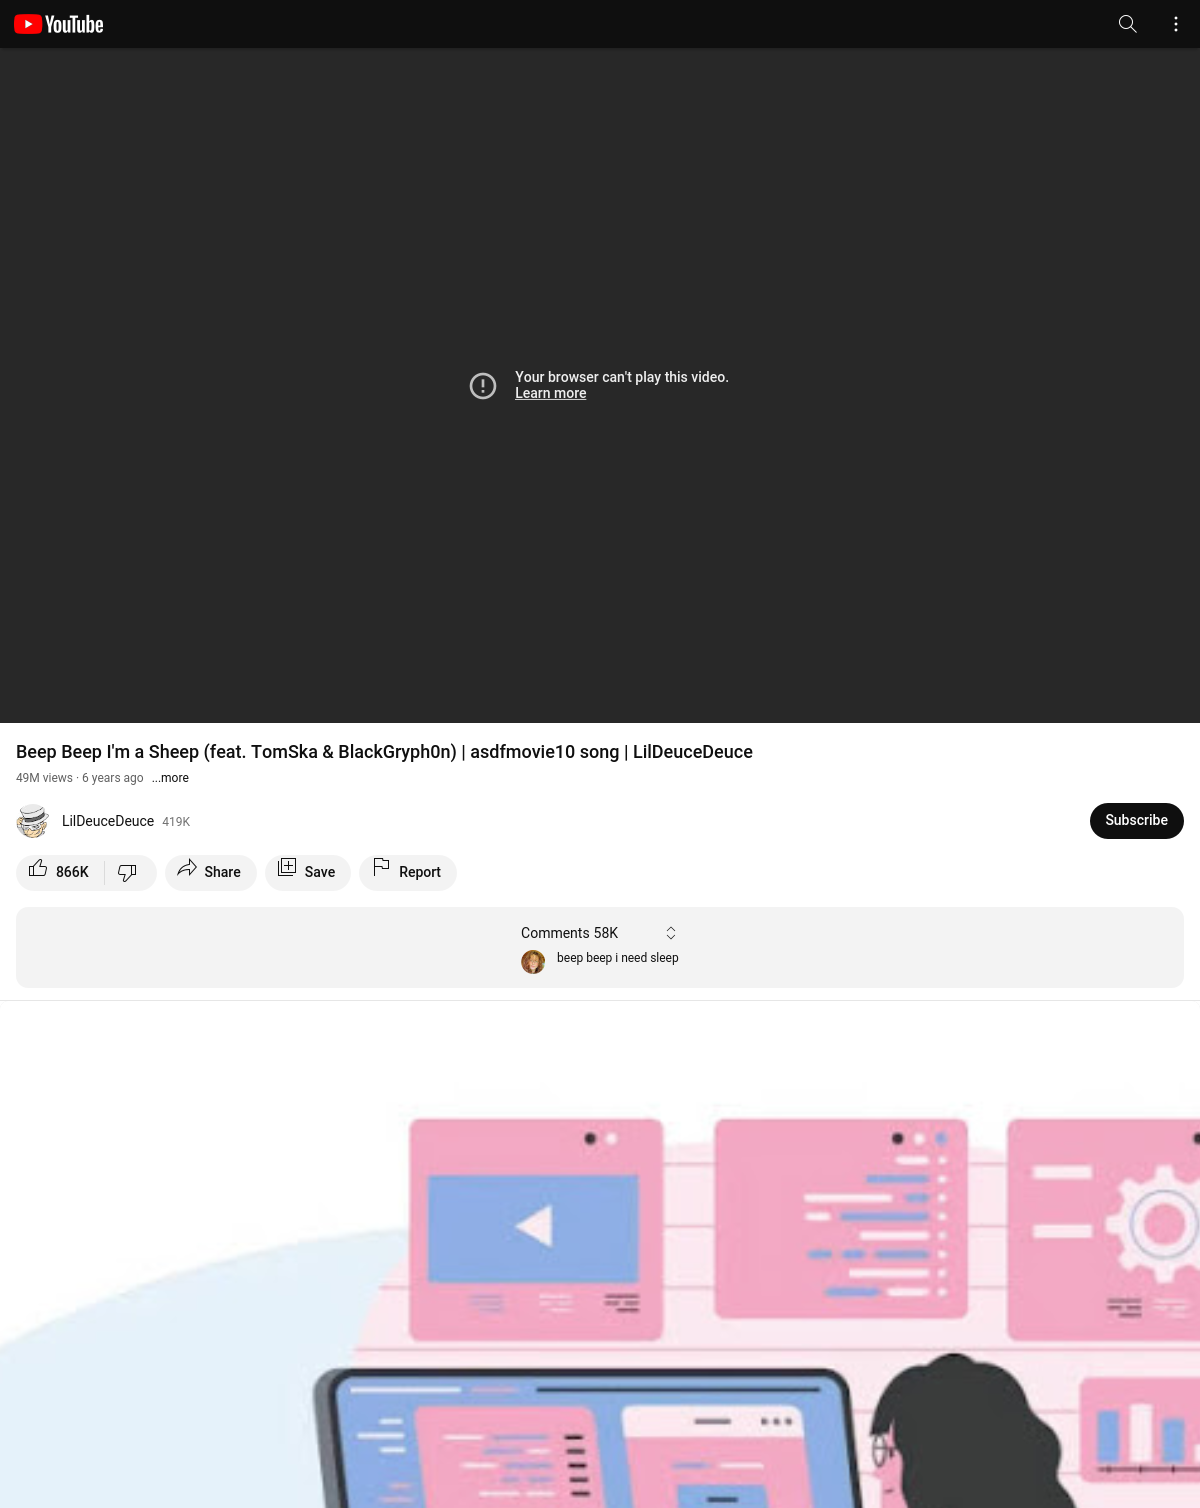 YouTube
Your browser can't play this video.
Learn more
Beep Beep I'm a Sheep (feat. TomSka & BlackGryph0n) | asdfmovie10 song | LilDeuceDeuce
49M views · 6 years ago ...more
LilDeuceDeuce 419K
Subscribe
866K
Share
Save
Report
Comments 58K
beep beep i need sleep